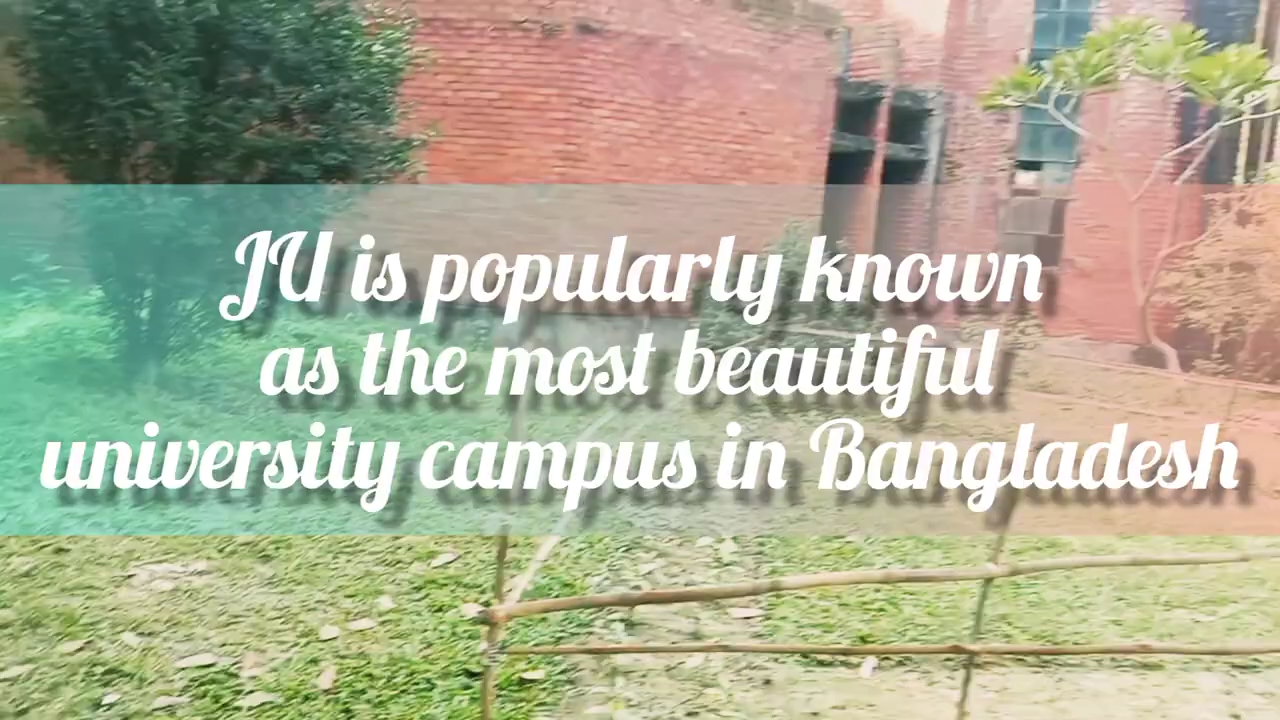 JU is popularly known
as the most beautiful
university campus in Bangladesh